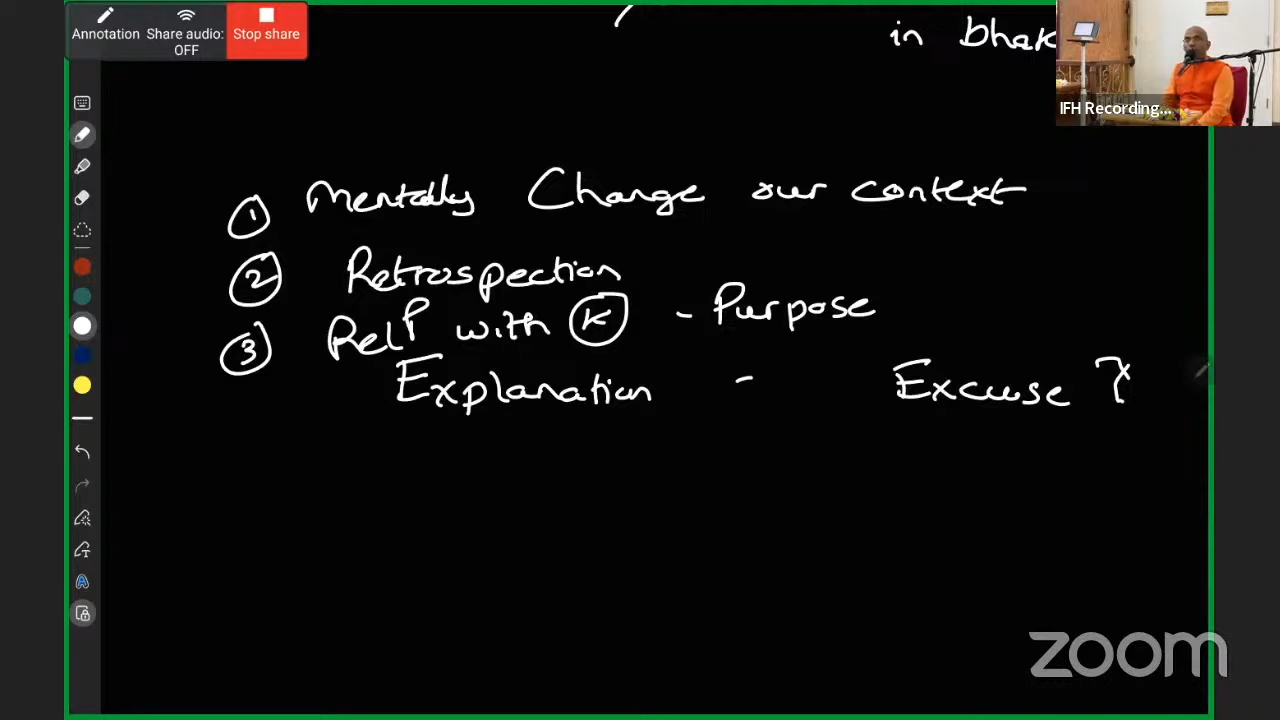 Annotation
Share audio:
OFF
Stop share
in bhak
IFH Recording...
① Mentally Change our context
② Retrospection
③ RelP with Ⓚ - Purpose
Explanation - Excuse ?
zoom